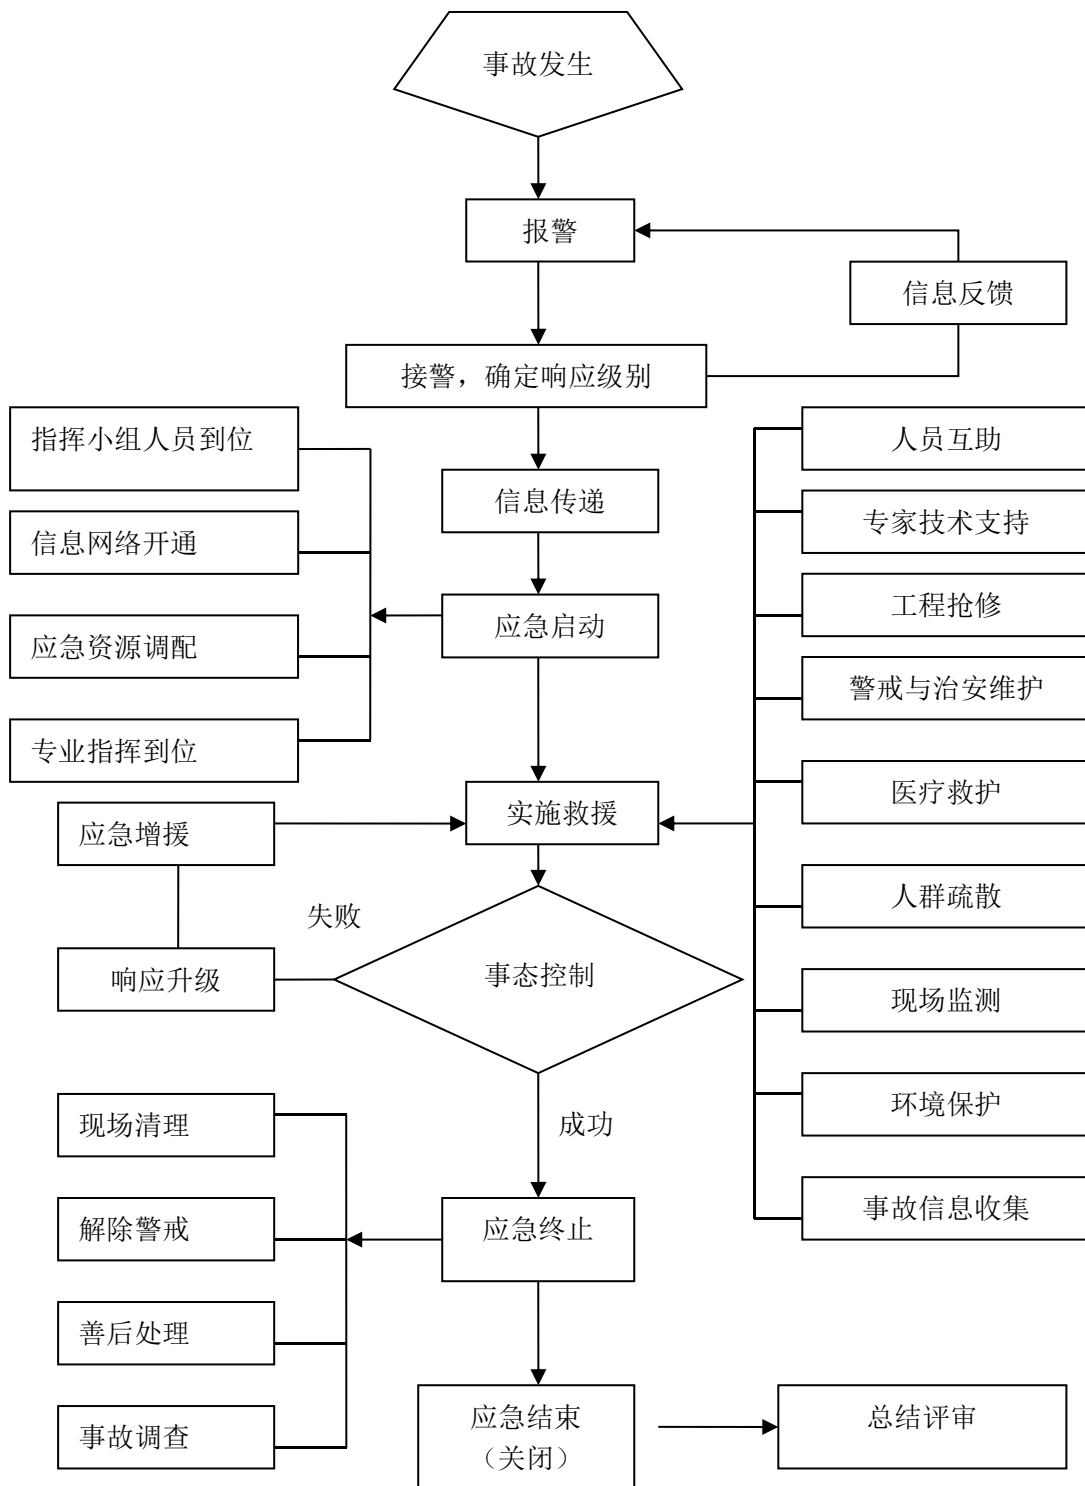 事故发生
报警
信息反馈
接警，确定响应级别
指挥小组人员到位
人员互助
信息传递
专家技术支持
信息网络开通
应急启动
工程抢修
应急资源调配
警戒与治安维护
专业指挥到位
医疗救护
应急增援
实施救援
人群疏散
失败
响应升级
事态控制
现场监测
现场清理
成功
环境保护
解除警戒
应急终止
事故信息收集
善后处理
应急结束
（关闭）
总结评审
事故调查